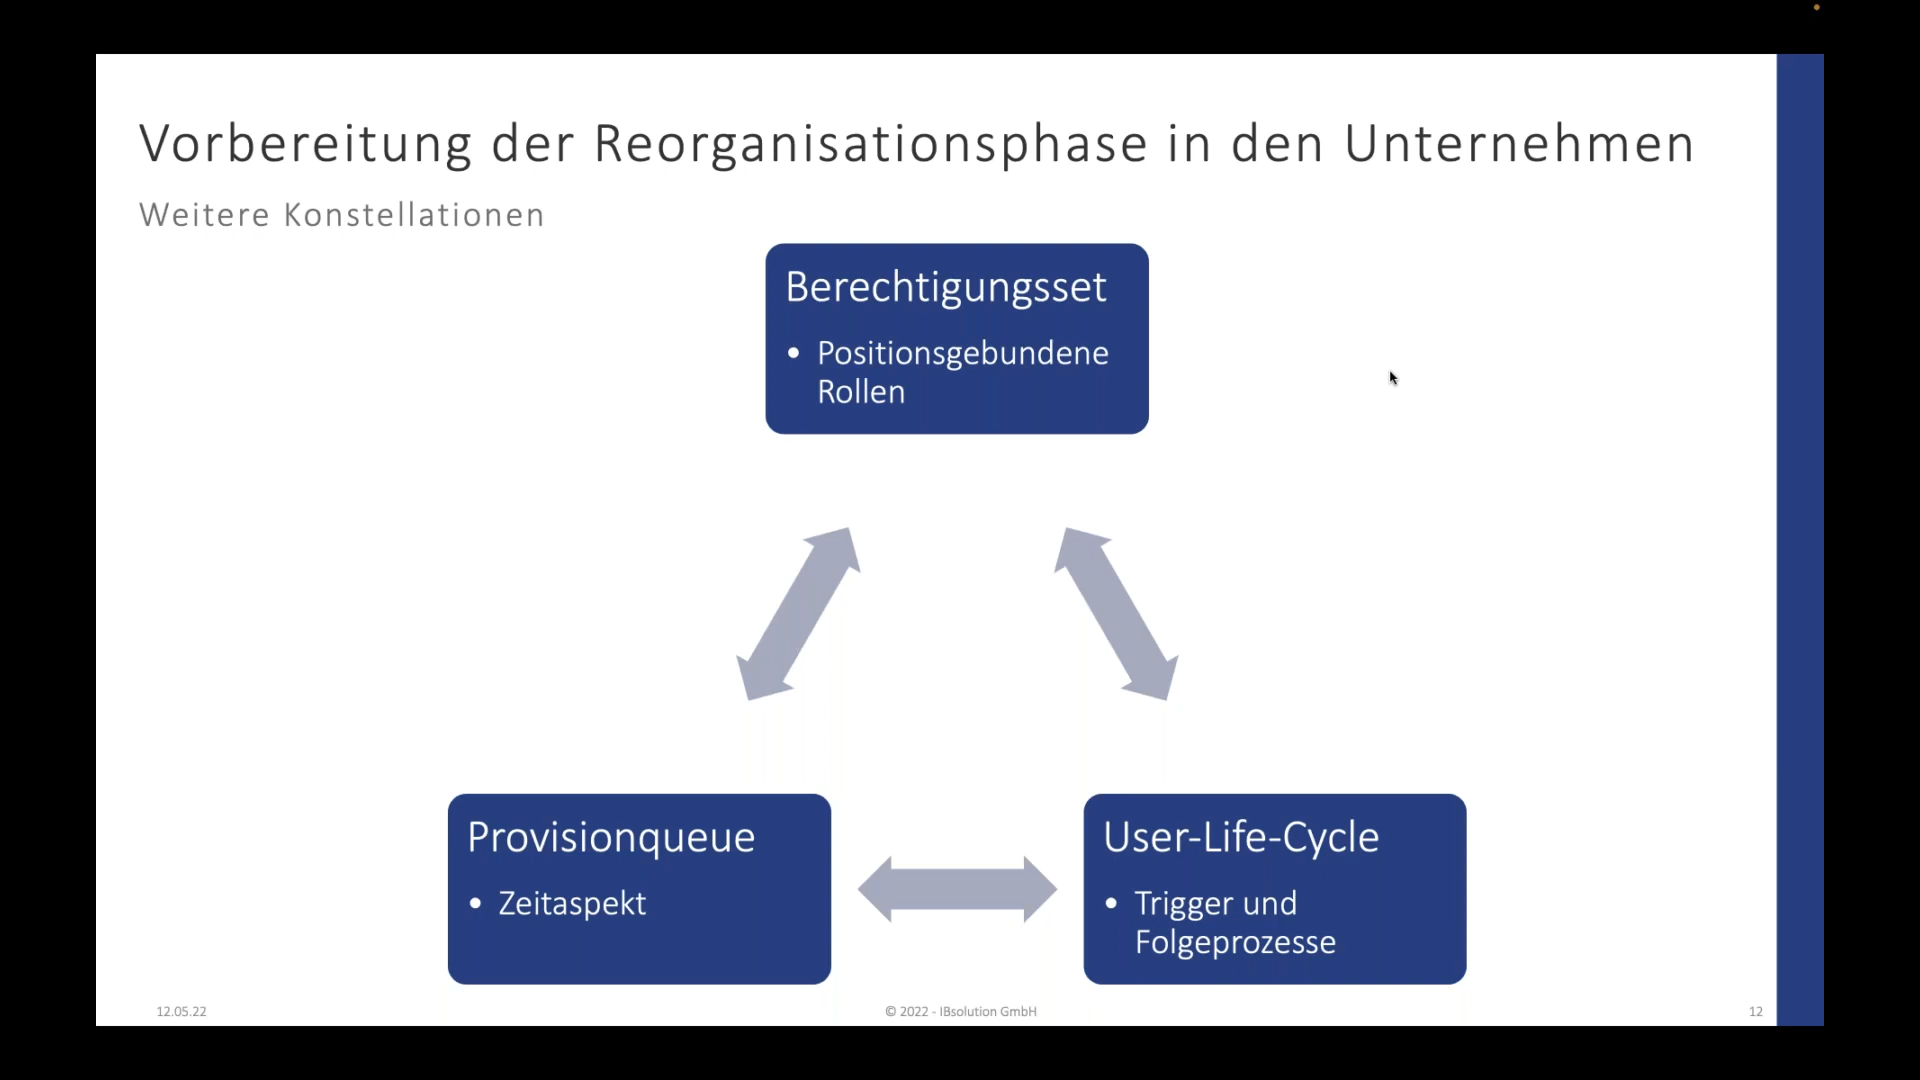 Vorbereitung der Reorganisationsphase in den Unternehmen
Weitere Konstellationen
Berechtigungsset
• Positionsgebundene
Rollen
Provisionqueue
• Zeitaspekt
User-Life-Cycle
• Trigger und
Folgeprozesse
12.05.22
© 2022 - IBsolution GmbH
12